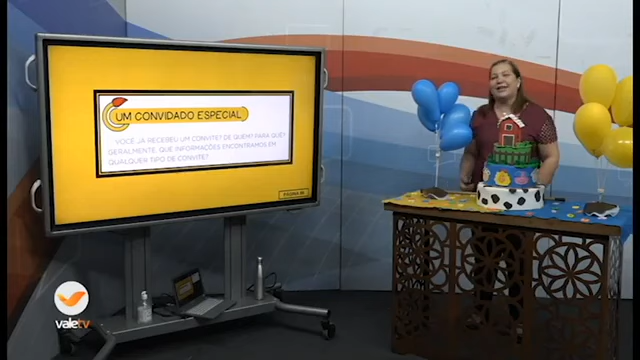 UM CONVIDADO ESPECIAL
VOCÊ JÁ RECEBEU UM CONVITE? DE QUEM? PARA QUÊ?
GERALMENTE, QUE INFORMAÇÕES ENCONTRAMOS EM
QUALQUER TIPO DE CONVITE?
valetv